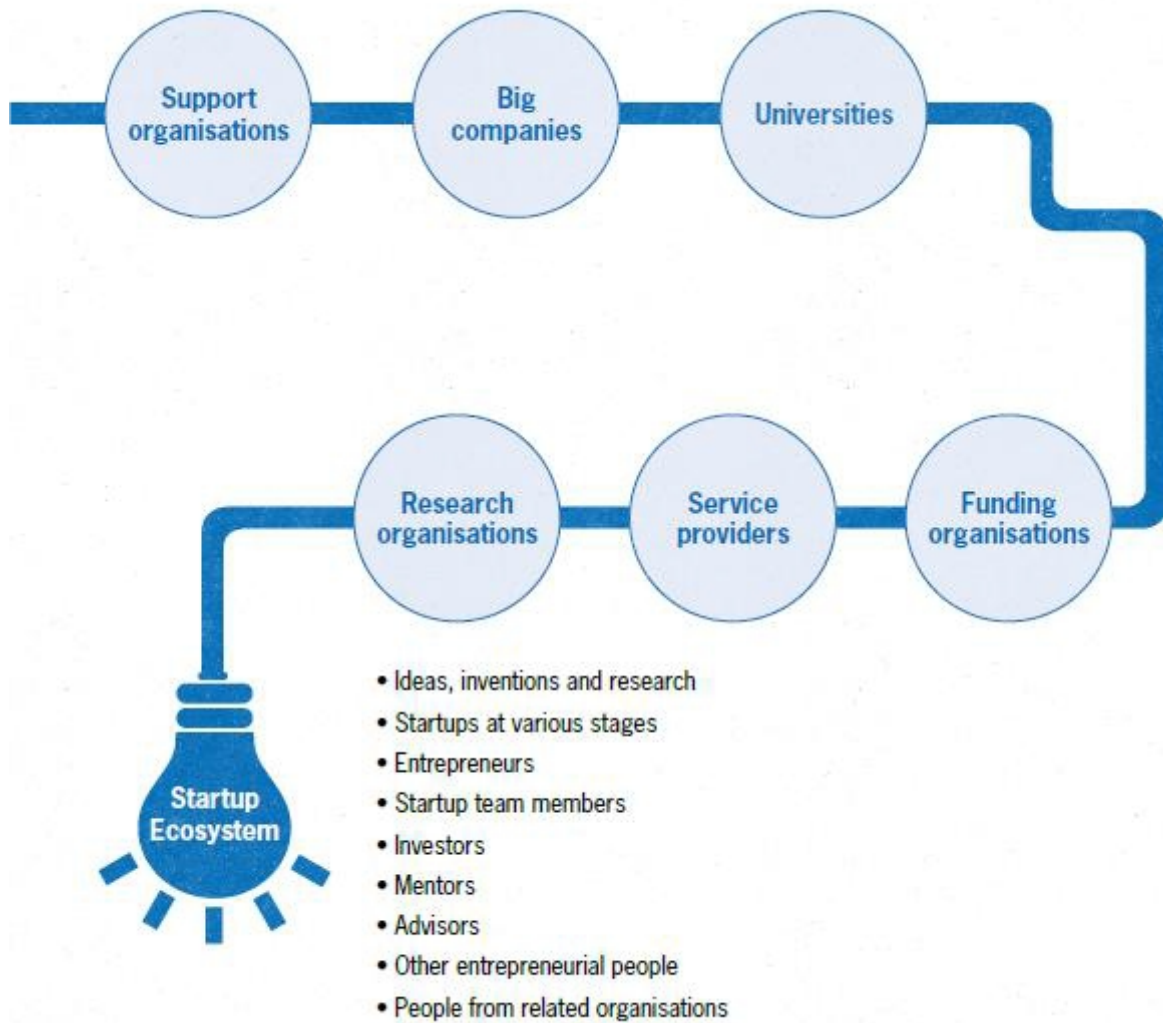 Support
organisations
Big
companies
Universities
Research
organisations
Service
providers
Funding
organisations
Startup
Ecosystem
• Ideas, inventions and research
• Startups at various stages
• Entrepreneurs
• Startup team members
• Investors
• Mentors
• Advisors
• Other entrepreneurial people
• People from related organisations